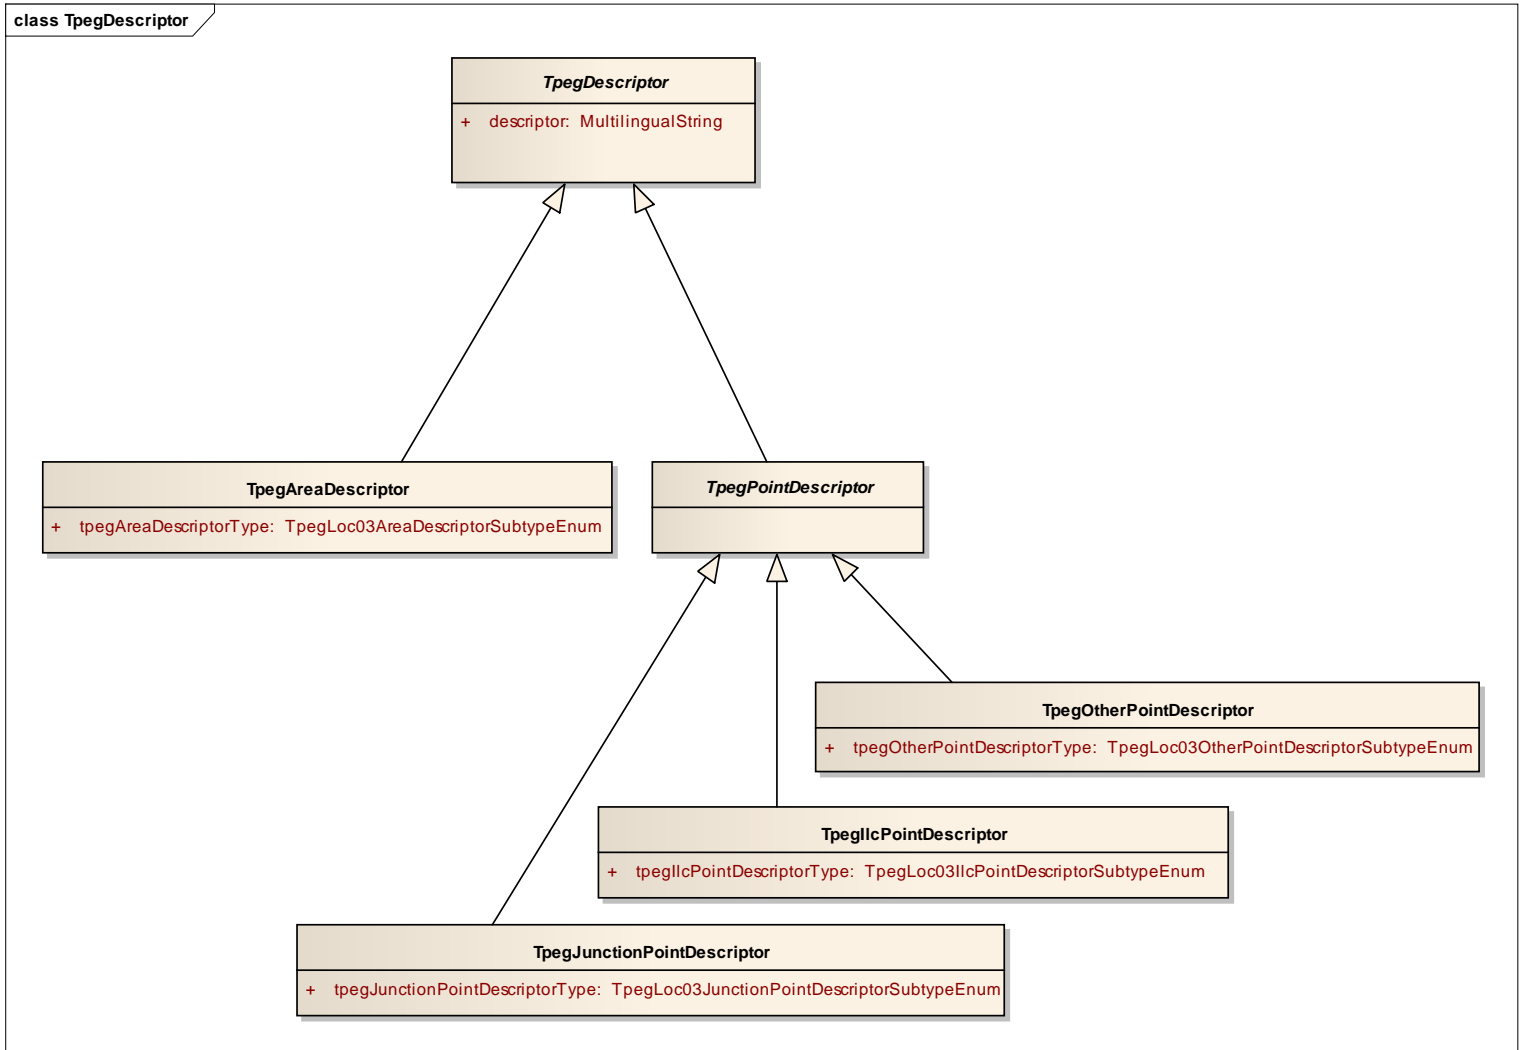 class TpegDescriptor
TpegDescriptor
+ descriptor: MultilingualString
TpegAreaDescriptor
+ tpegAreaDescriptorType: TpegLoc03AreaDescriptorSubtypeEnum
TpegPointDescriptor
TpegOtherPointDescriptor
+ tpegOtherPointDescriptorType: TpegLoc03OtherPointDescriptorSubtypeEnum
TpegIlcPointDescriptor
+ tpegIlcPointDescriptorType: TpegLoc03IlcPointDescriptorSubtypeEnum
TpegJunctionPointDescriptor
+ tpegJunctionPointDescriptorType: TpegLoc03JunctionPointDescriptorSubtypeEnum